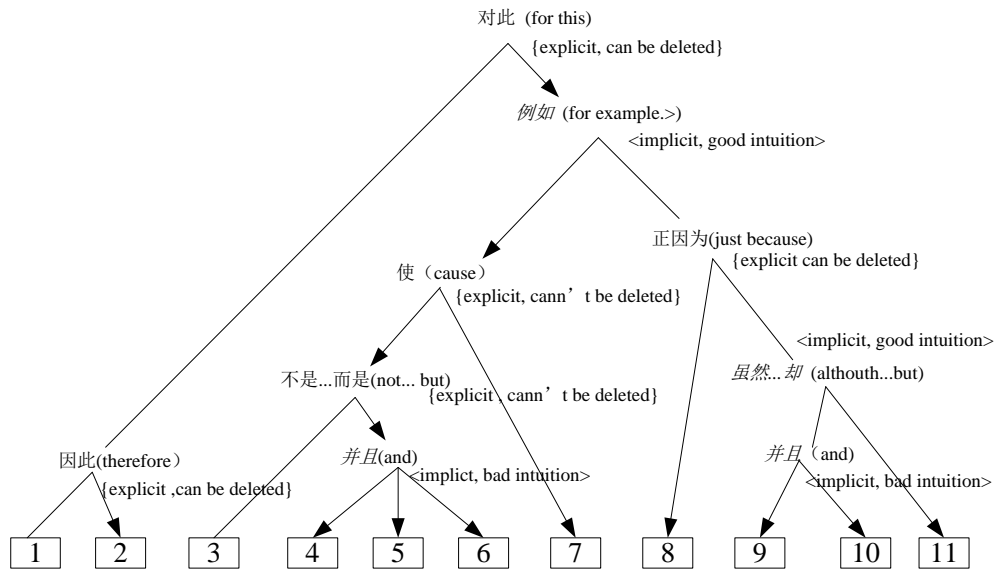 对此 (for this)
{explicit, can be deleted}
例如 (for example.>)
<implicit, good intuition>
正因为(just because)
{explicit can be deleted}
使（cause）
{explicit, cann’t be deleted}
<implicit, good intuition>
虽然...却 (althouth...but)
不是...而是(not... but)
{explicit , cann’t be deleted}
因此(therefore）
{explicit ,can be deleted}
并且(and)
<implict, bad intuition>
并且（and)
<implicit, bad intuition>
1 2 3 4 5 6 7 8 9 10 11